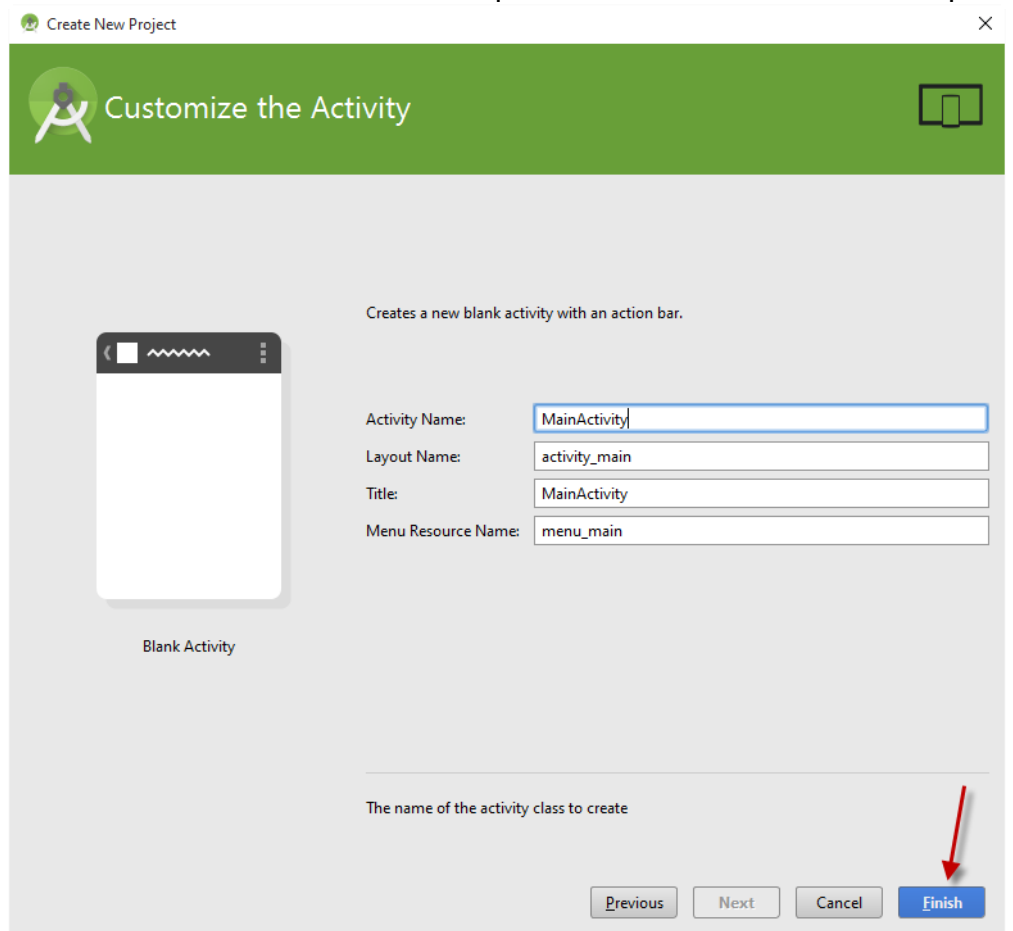 Create New Project
Customize the Activity
Creates a new blank activity with an action bar.
Activity Name: MainActivity
Layout Name: activity_main
Title: MainActivity
Menu Resource Name: menu_main
Blank Activity
The name of the activity class to create
Previous Next Cancel Finish